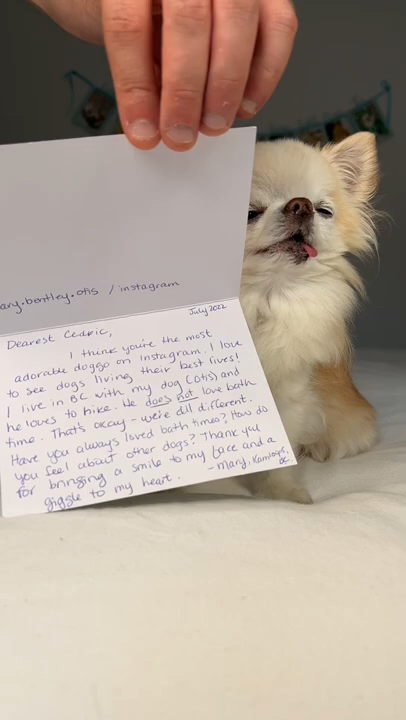 ary.bentley.otis / instagram
July 2022
Dearest Cedric,
I think you're the most
adorable doggo on Instagram. I love
to see dogs living their best lives!
I live in BC with my dog (Otis) and
he loves to hike. He does not love bath
time. That's okay - we're all different.
Have you always loved bath times? How do
you feel about other dogs? Thank you
for bringing a smile to my face and a
giggle to my heart. - Mary, Kamloops,
BC